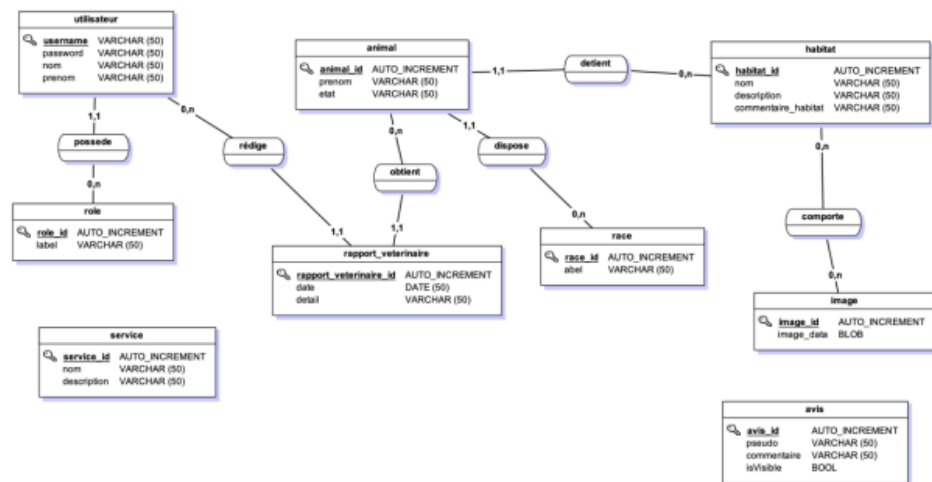 utilisateur
username VARCHAR (50)
password VARCHAR (50)
nom VARCHAR (50)
prenom VARCHAR (50)
1,1
0,n
possede
rédige
0,n
role
role_id AUTO_INCREMENT
label VARCHAR (50)
animal
animal_id AUTO_INCREMENT
prenom VARCHAR (50)
etat VARCHAR (50)
1,1
detient
0,n
habitat
habitat_id AUTO_INCREMENT
nom VARCHAR (50)
description VARCHAR (50)
commentaire_habitat VARCHAR (50)
0,n
1,1
0,n
obtient
dispose
comporte
1,1
1,1
0,n
0,n
rapport_veterinaire
rapport_veterinaire_id AUTO_INCREMENT
date DATE (50)
detail VARCHAR (50)
race
race_id AUTO_INCREMENT
abel VARCHAR (50)
image
image_id AUTO_INCREMENT
image_data BLOB
service
service_id AUTO_INCREMENT
nom VARCHAR (50)
description VARCHAR (50)
avis
avis_id AUTO_INCREMENT
pseudo VARCHAR (50)
commentaire VARCHAR (50)
isVisible BOOL